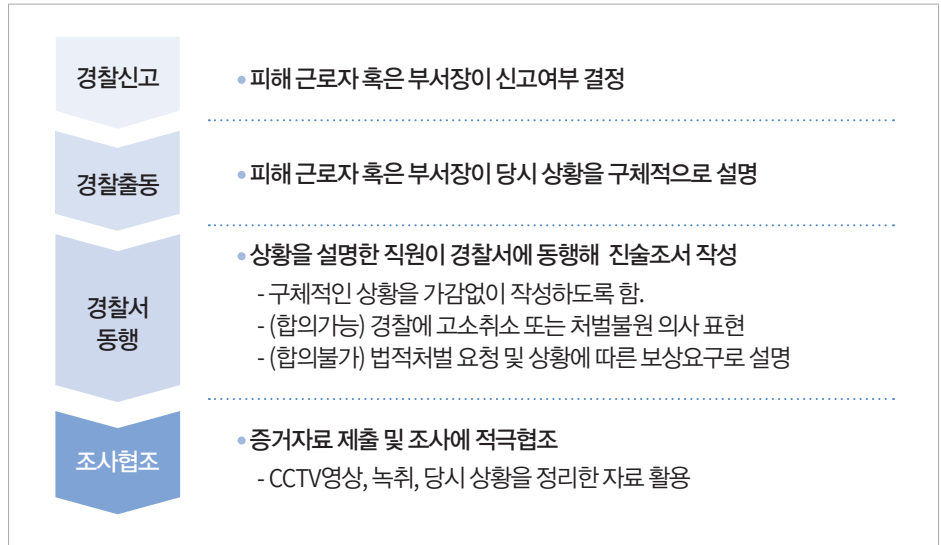 경찰신고
•피해 근로자 혹은 부서장이 신고여부 결정
경찰출동
•피해 근로자 혹은 부서장이 당시 상황을 구체적으로 설명
경찰서
동행
•상황을 설명한 직원이 경찰서에 동행해 진술조서 작성
- 구체적인 상황을 가감없이 작성하도록 함.
- (합의가능) 경찰에 고소취소 또는 처벌불원 의사 표현
- (합의불가) 법적처벌 요청 및 상황에 따른 보상요구로 설명
조사협조
•증거자료 제출 및 조사에 적극협조
- CCTV영상, 녹취, 당시 상황을 정리한 자료 활용